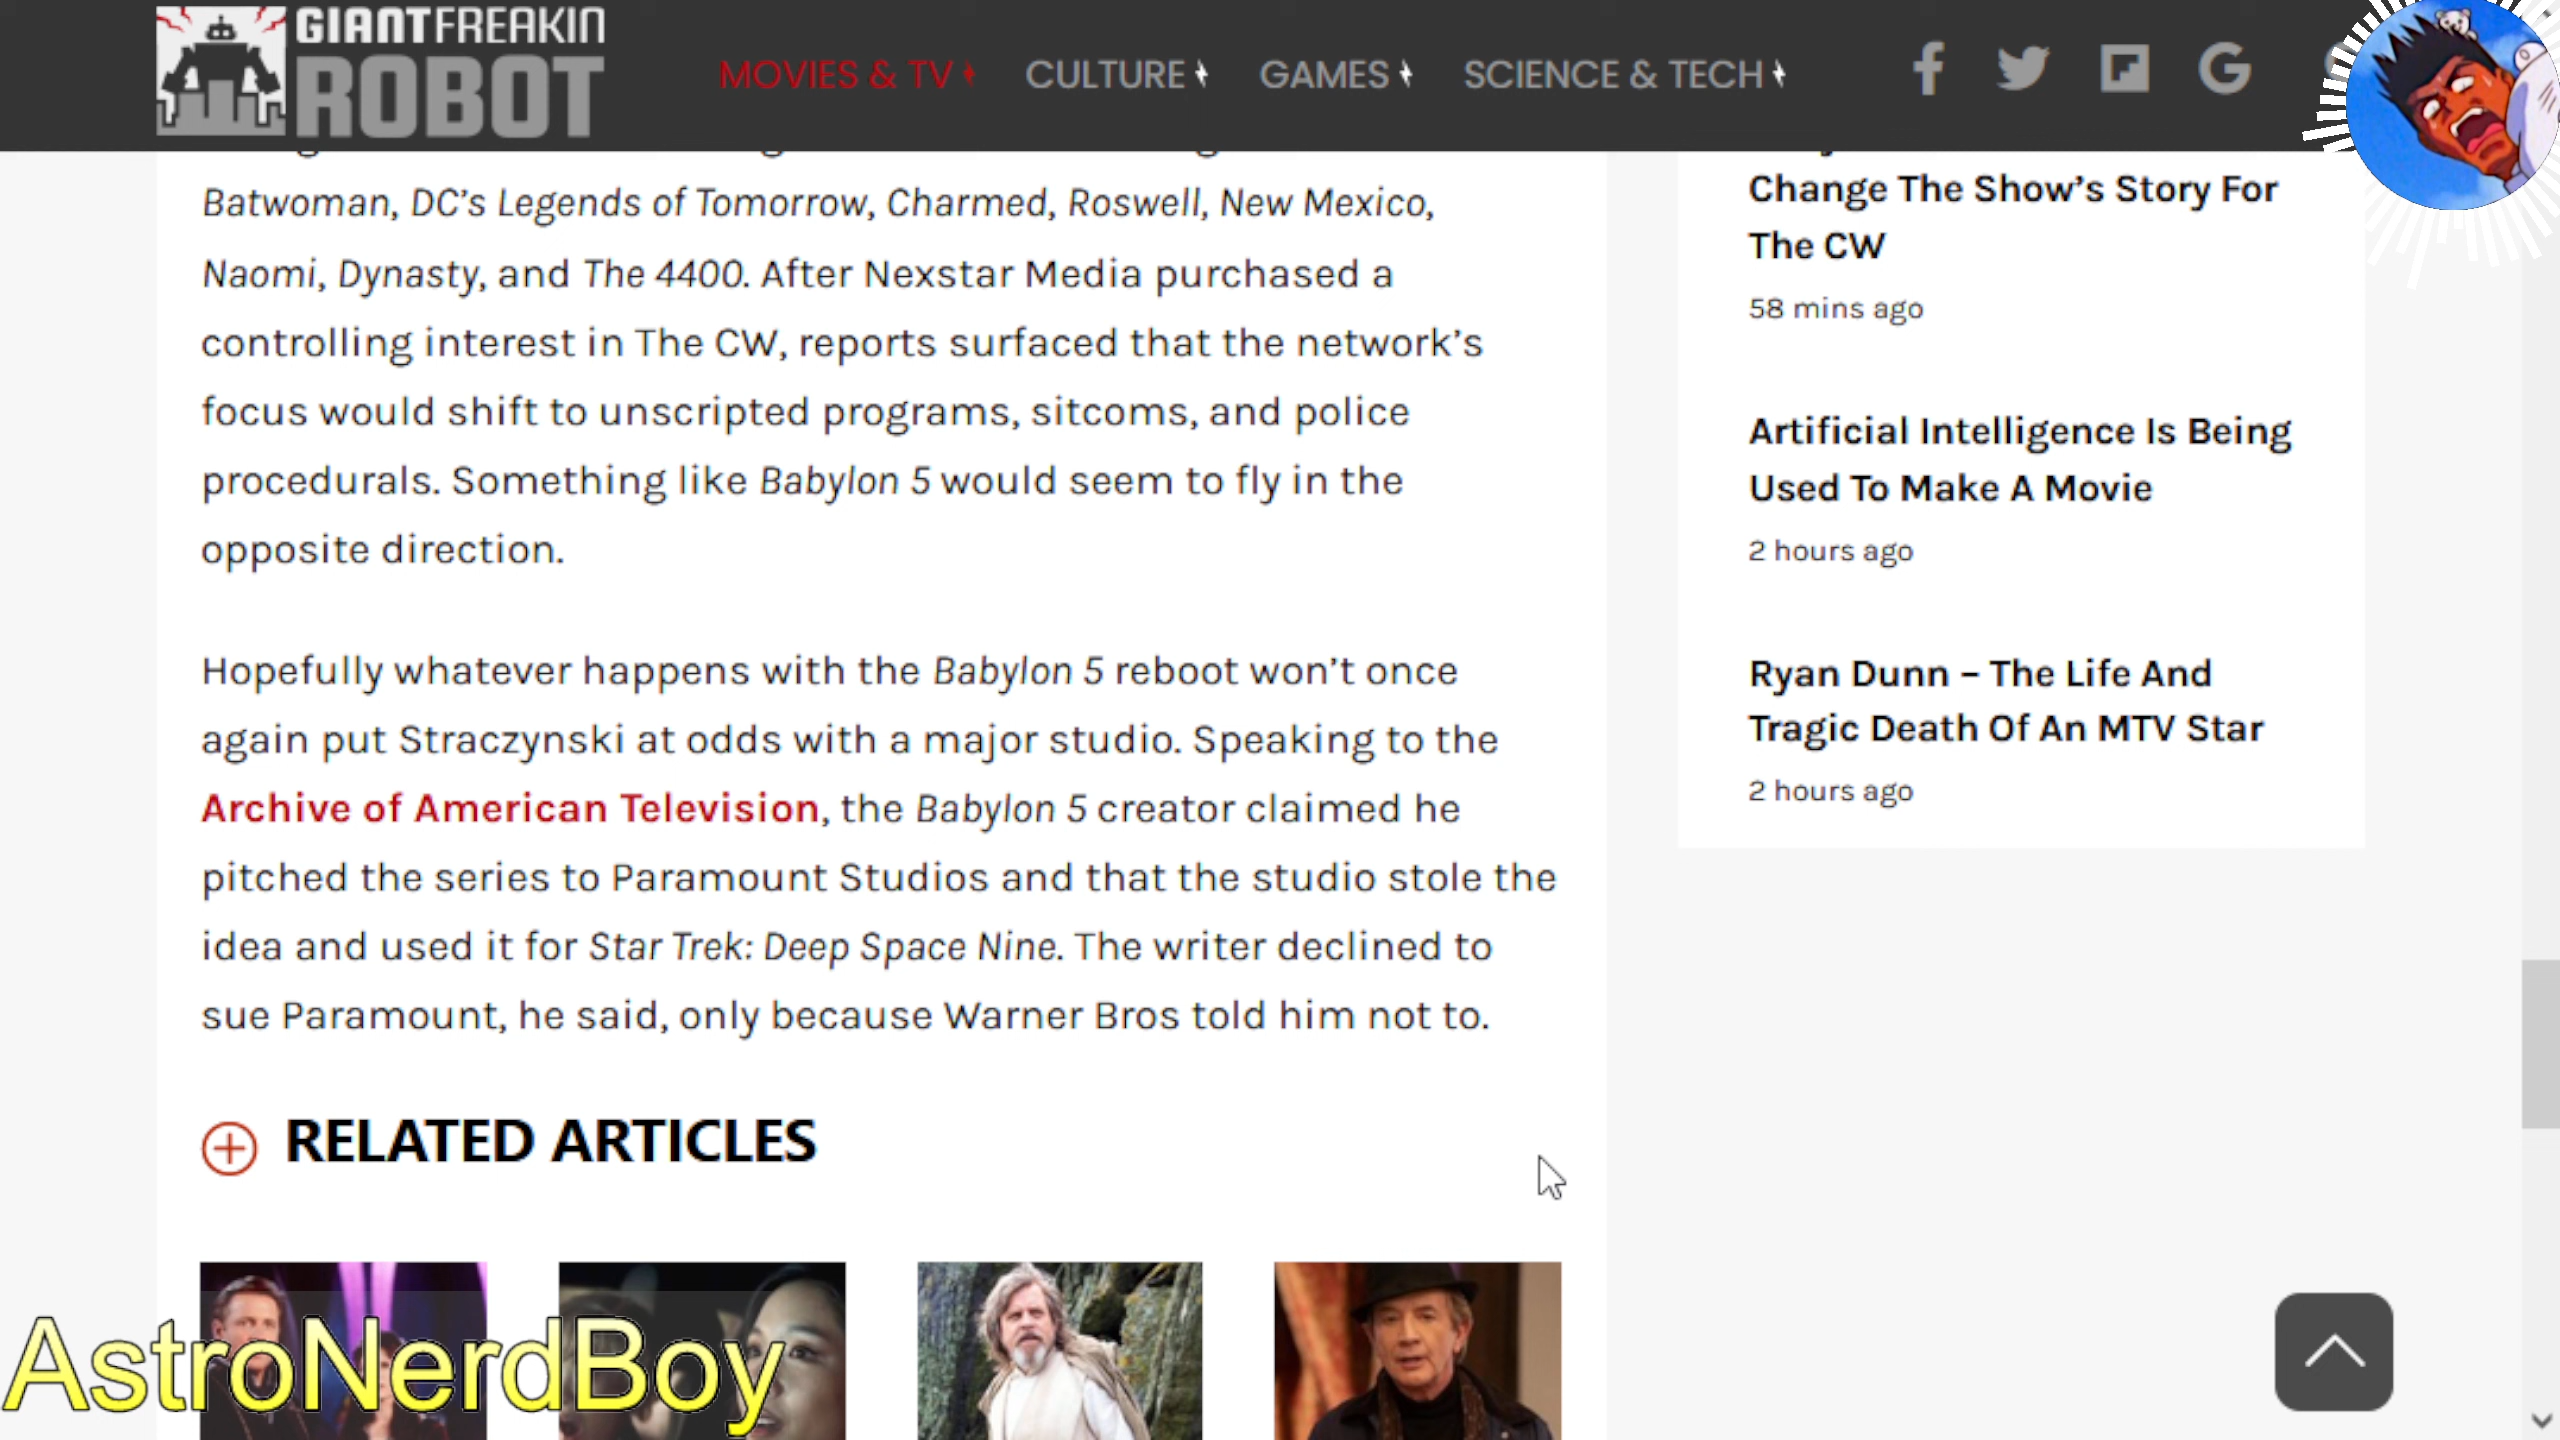 GIANTFREAKIN
ROBOT
MOVIES & TV
CULTURE
GAMES
SCIENCE & TECH
Batwoman, DC’s Legends of Tomorrow, Charmed, Roswell, New Mexico,
Naomi, Dynasty, and The 4400. After Nexstar Media purchased a
controlling interest in The CW, reports surfaced that the network’s
focus would shift to unscripted programs, sitcoms, and police
procedurals. Something like Babylon 5 would seem to fly in the
opposite direction.
Hopefully whatever happens with the Babylon 5 reboot won’t once
again put Straczynski at odds with a major studio. Speaking to the
Archive of American Television, the Babylon 5 creator claimed he
pitched the series to Paramount Studios and that the studio stole the
idea and used it for Star Trek: Deep Space Nine. The writer declined to
sue Paramount, he said, only because Warner Bros told him not to.
RELATED ARTICLES
Change The Show’s Story For
The CW
58 mins ago
Artificial Intelligence Is Being
Used To Make A Movie
2 hours ago
Ryan Dunn – The Life And
Tragic Death Of An MTV Star
2 hours ago
AstroNerdBoy